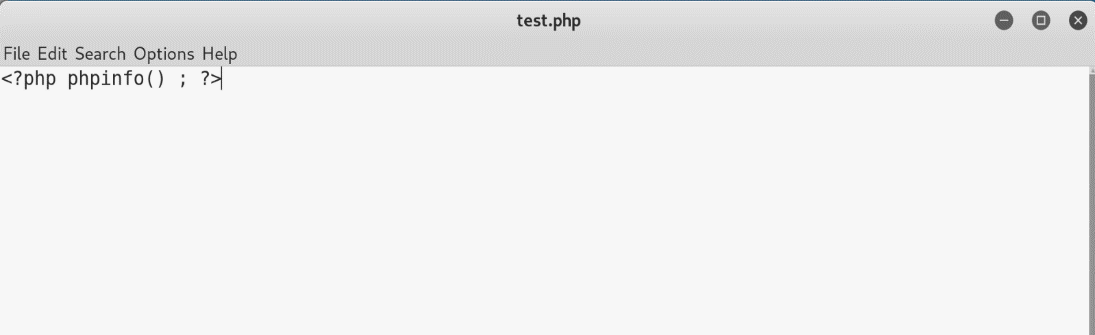 test.php
File Edit Search Options Help
<?php phpinfo() ; ?>